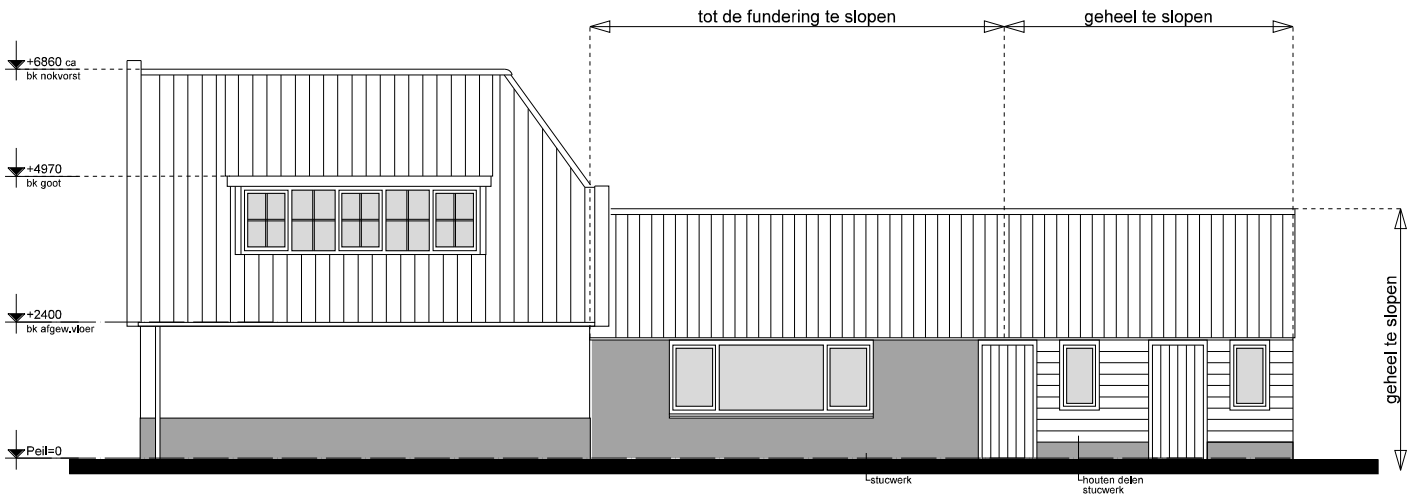 tot de fundering te slopen
geheel te slopen
+6860 ca
bk nokvorst
+4970
bk goot
+2400
bk afgew.vloer
geheel te slopen
Peil=0
stucwerk
houten delen
stucwerk